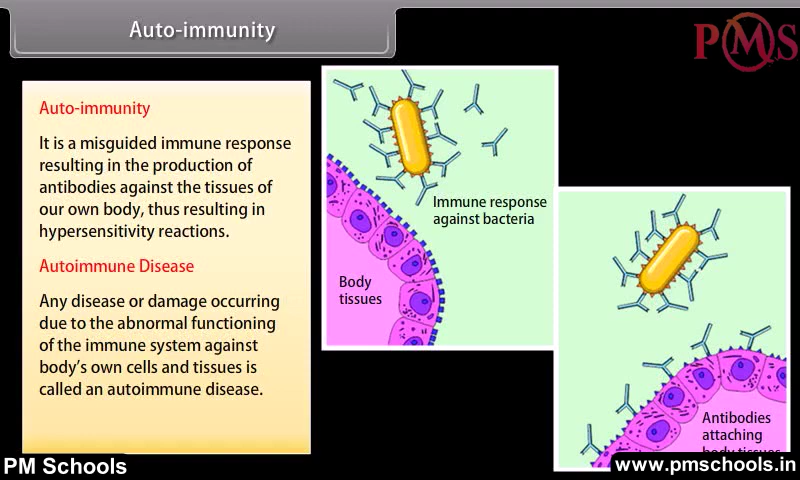 Auto-immunity
PMS
Auto-immunity
It is a misguided immune response
resulting in the production of
antibodies against the tissues of
our own body, thus resulting in
hypersensitivity reactions.
Autoimmune Disease
Any disease or damage occurring
due to the abnormal functioning
of the immune system against
body's own cells and tissues is
called an autoimmune disease.
Immune response
against bacteria
Body
tissues
Antibodies
attaching
body tissues
PM Schools
www.pmschools.in